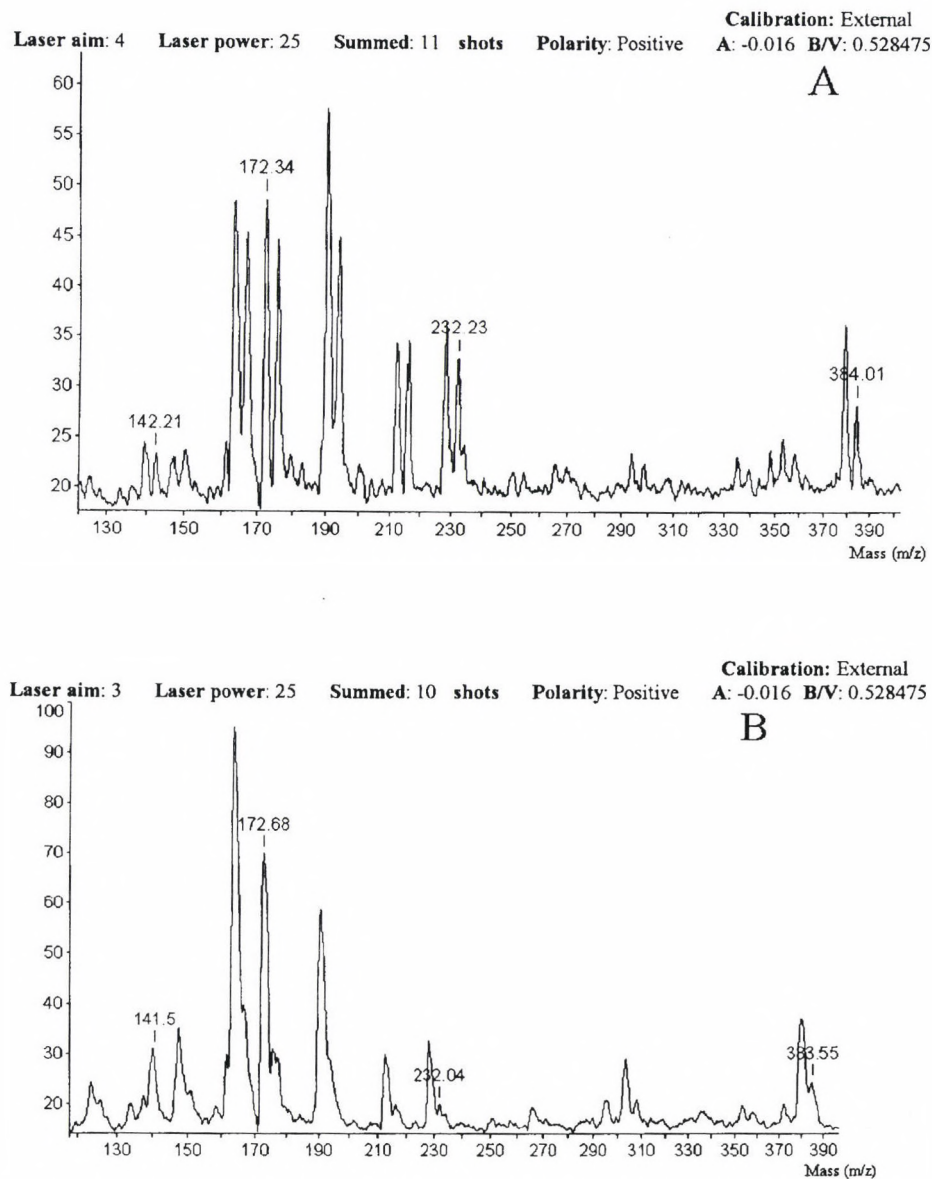 Calibration: External
Laser aim: 4 Laser power: 25 Summed: 11 shots Polarity: Positive A: -0.016 B/V: 0.528475
A
60
55
50
45
40
35
30
25
20
172.34
232.23
384.01
142.21
130 150 170 190 210 230 250 270 290 310 330 350 370 390
Mass (m/z)
Calibration: External
Laser aim: 3 Laser power: 25 Summed: 10 shots Polarity: Positive A: -0.016 B/V: 0.528475
B
100
90
80
70
60
50
40
30
20
172.68
141.5
232.04
383.55
130 150 170 190 210 230 250 270 290 310 330 350 370 390
Mass (m/z)